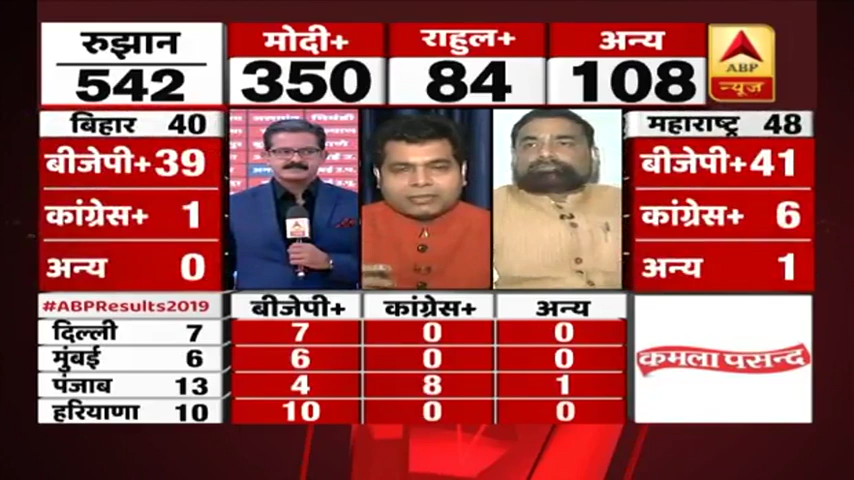 रुझान
542
मोदी+
350
राहुल+
84
अन्य
108
ABP
न्यूज़
बिहार 40
बीजेपी+ 39
कांग्रेस+ 1
अन्य 0
महाराष्ट्र 48
बीजेपी+ 41
कांग्रेस+ 6
अन्य 1
#ABPResults2019 बीजेपी+ कांग्रेस+ अन्य
दिल्ली 7 7 0 0
मुंबई 6 6 0 0
पंजाब 13 4 8 1
हरियाणा 10 10 0 0
कमला पसन्द